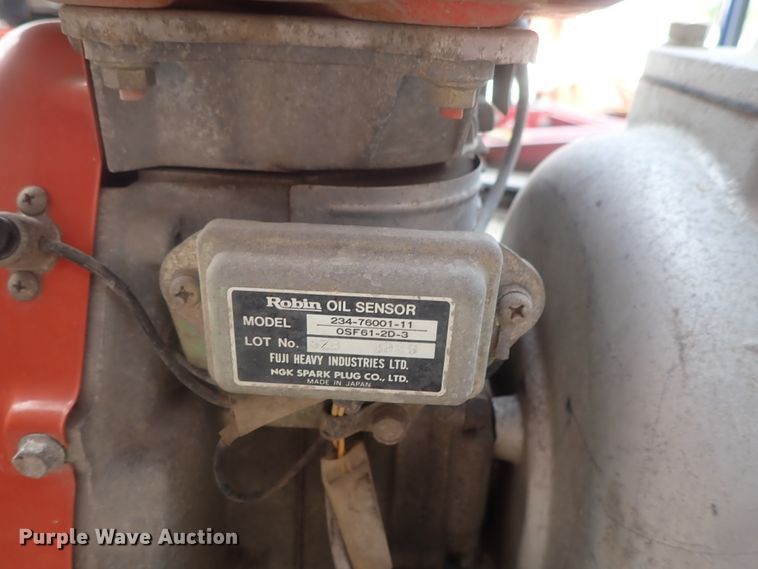 Robin OIL SENSOR
MODEL 234-76001-11
OSF61-2D-3
LOT No.
FUJI HEAVY INDUSTRIES LTD.
NGK SPARK PLUG CO., LTD.
MADE IN JAPAN
Purple Wave Auction